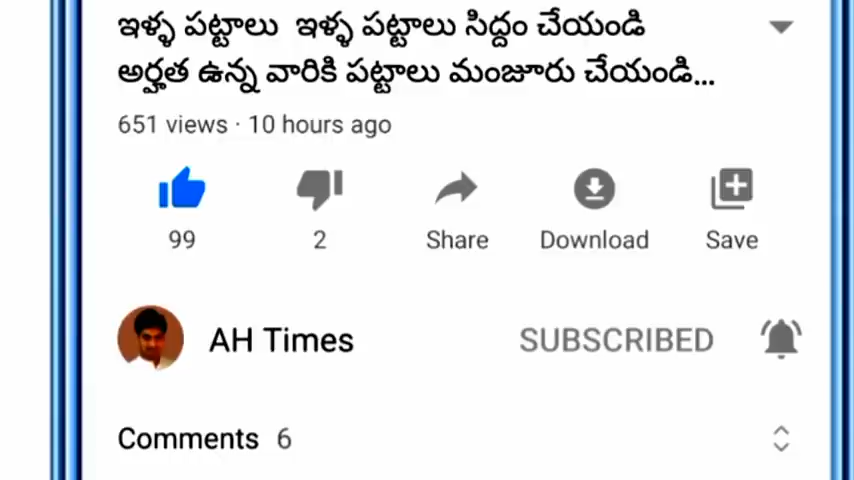 ఇళ్ళ పట్టాలు ఇళ్ళ పట్టాలు సిద్దం చేయండి
అర్హత ఉన్న వారికి పట్టాలు మంజూరు చేయండి...
651 views · 10 hours ago
99 2 Share Download Save
AH Times SUBSCRIBED
Comments 6